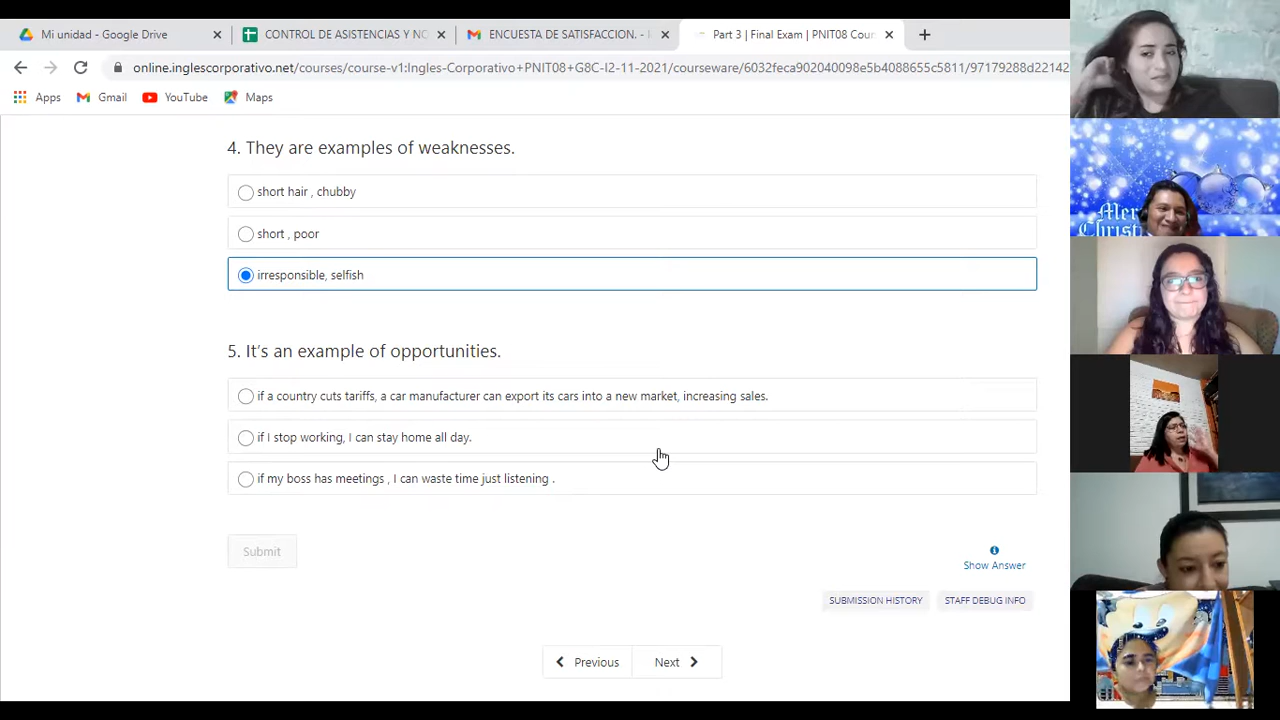 Mi unidad - Google Drive
CONTROL DE ASISTENCIAS Y NO
ENCUESTA DE SATISFACCION. -
Part 3 | Final Exam | PNIT08 Cour
online.inglescorporativo.net/courses/course-v1:Ingles-Corporativo+PNIT08+G8C-I2-11-2021/courseware/6032feca902040098e5b4088655c5811/97179288d22142
Apps
Gmail
YouTube
Maps
4. They are examples of weaknesses.
short hair , chubby
short , poor
irresponsible, selfish
5. It's an example of opportunities.
if a country cuts tariffs, a car manufacturer can export its cars into a new market, increasing sales.
if I stop working, I can stay home all day.
if my boss has meetings , I can waste time just listening .
Submit
Show Answer
SUBMISSION HISTORY
STAFF DEBUG INFO
Previous
Next
Mer
Christ